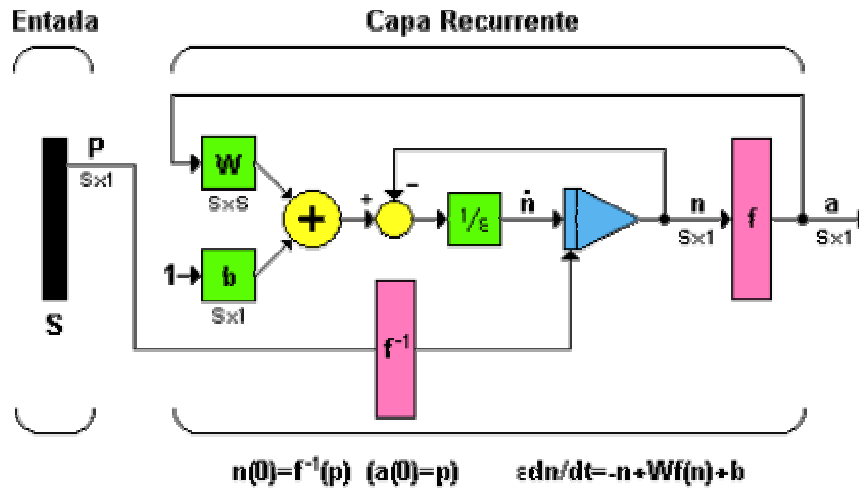 Entada
Capa Recurrente
P
Sx1
S
W
SxS
1
b
Sx1
+
+
−
1/ε
ṅ
n
Sx1
f
a
Sx1
f⁻¹
n(0)=f⁻¹(p) (a(0)=p)
εdn/dt=-n+Wf(n)+b